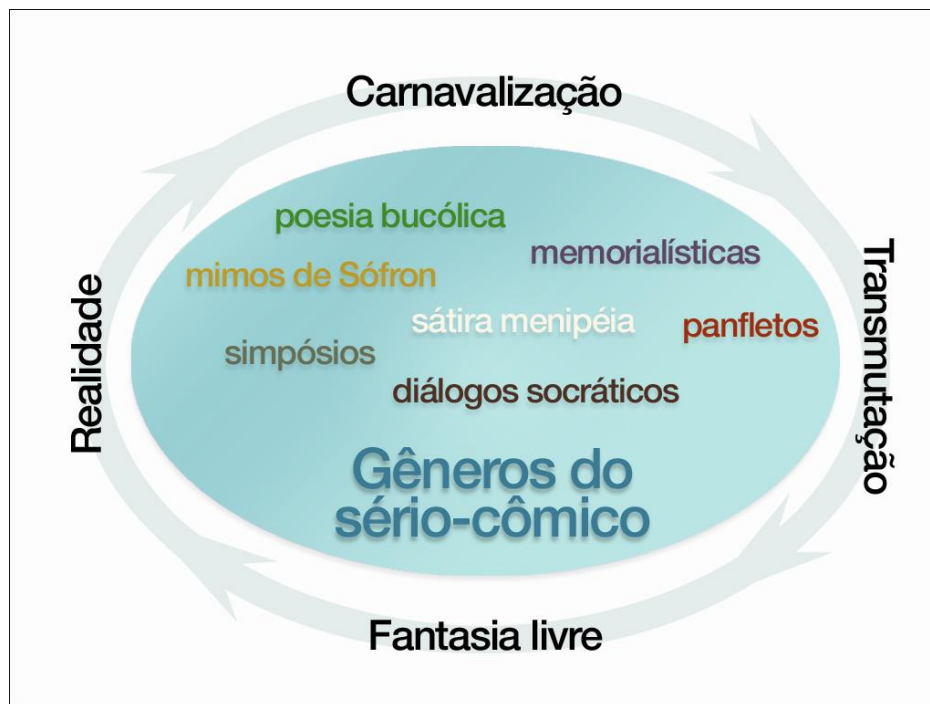 Carnavalização
poesia bucólica
memorialísticas
mimos de Sófron
sátira menipéia
panfletos
simpósios
diálogos socráticos
Gêneros do
sério-cômico
Realidade
Transmutação
Fantasia livre